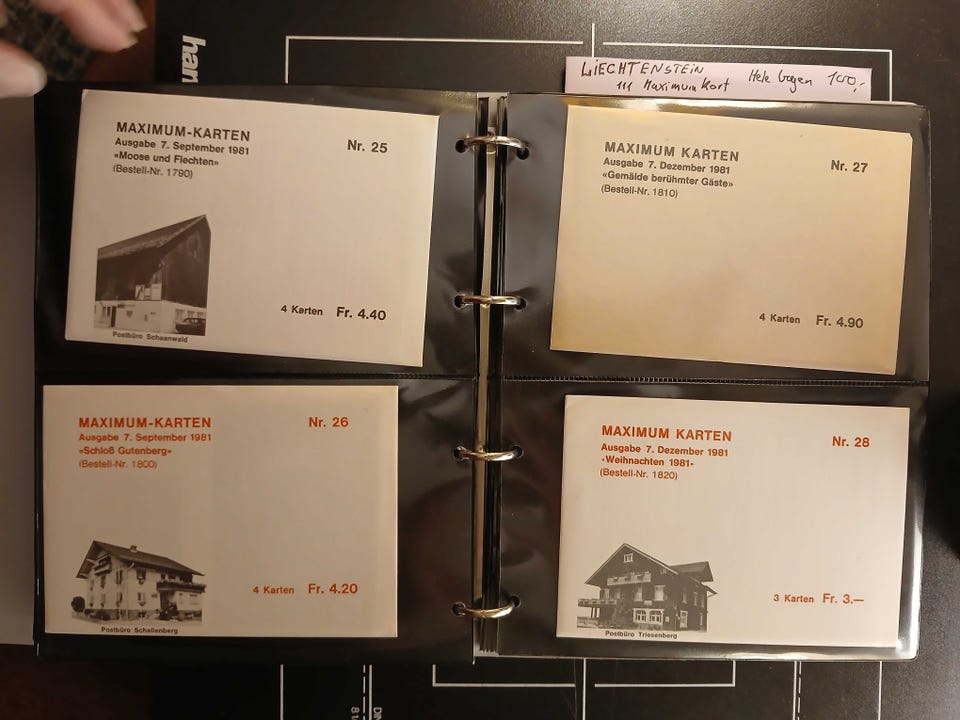 han
LIECHTENSTEIN
111 Maximum Kort
Hele bogen 100,-
MAXIMUM-KARTEN
Nr. 25
Ausgabe 7. September 1981
«Moose und Flechten»
(Bestell-Nr. 1790)
4 Karten Fr. 4.40
Postbüro Schaanwald
MAXIMUM-KARTEN
Nr. 26
Ausgabe 7. September 1981
«Schloß Gutenberg»
(Bestell-Nr. 1800)
4 Karten Fr. 4.20
Postbüro Schellenberg
MAXIMUM KARTEN
Nr. 27
Ausgabe 7. Dezember 1981
«Gemälde berühmter Gäste»
(Bestell-Nr. 1810)
4 Karten Fr. 4.90
MAXIMUM KARTEN
Nr. 28
Ausgabe 7. Dezember 1981
«Weihnachten 1981»
(Bestell-Nr. 1820)
3 Karten Fr. 3.—
Postbüro Triesenberg